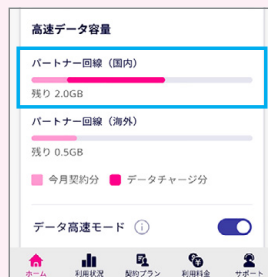 高速データ容量
パートナー回線（国内）
残り 2.0GB
パートナー回線（海外）
残り 0.5GB
今月契約分 データチャージ分
データ高速モード
ホーム 利用状況 契約プラン 利用料金 サポート